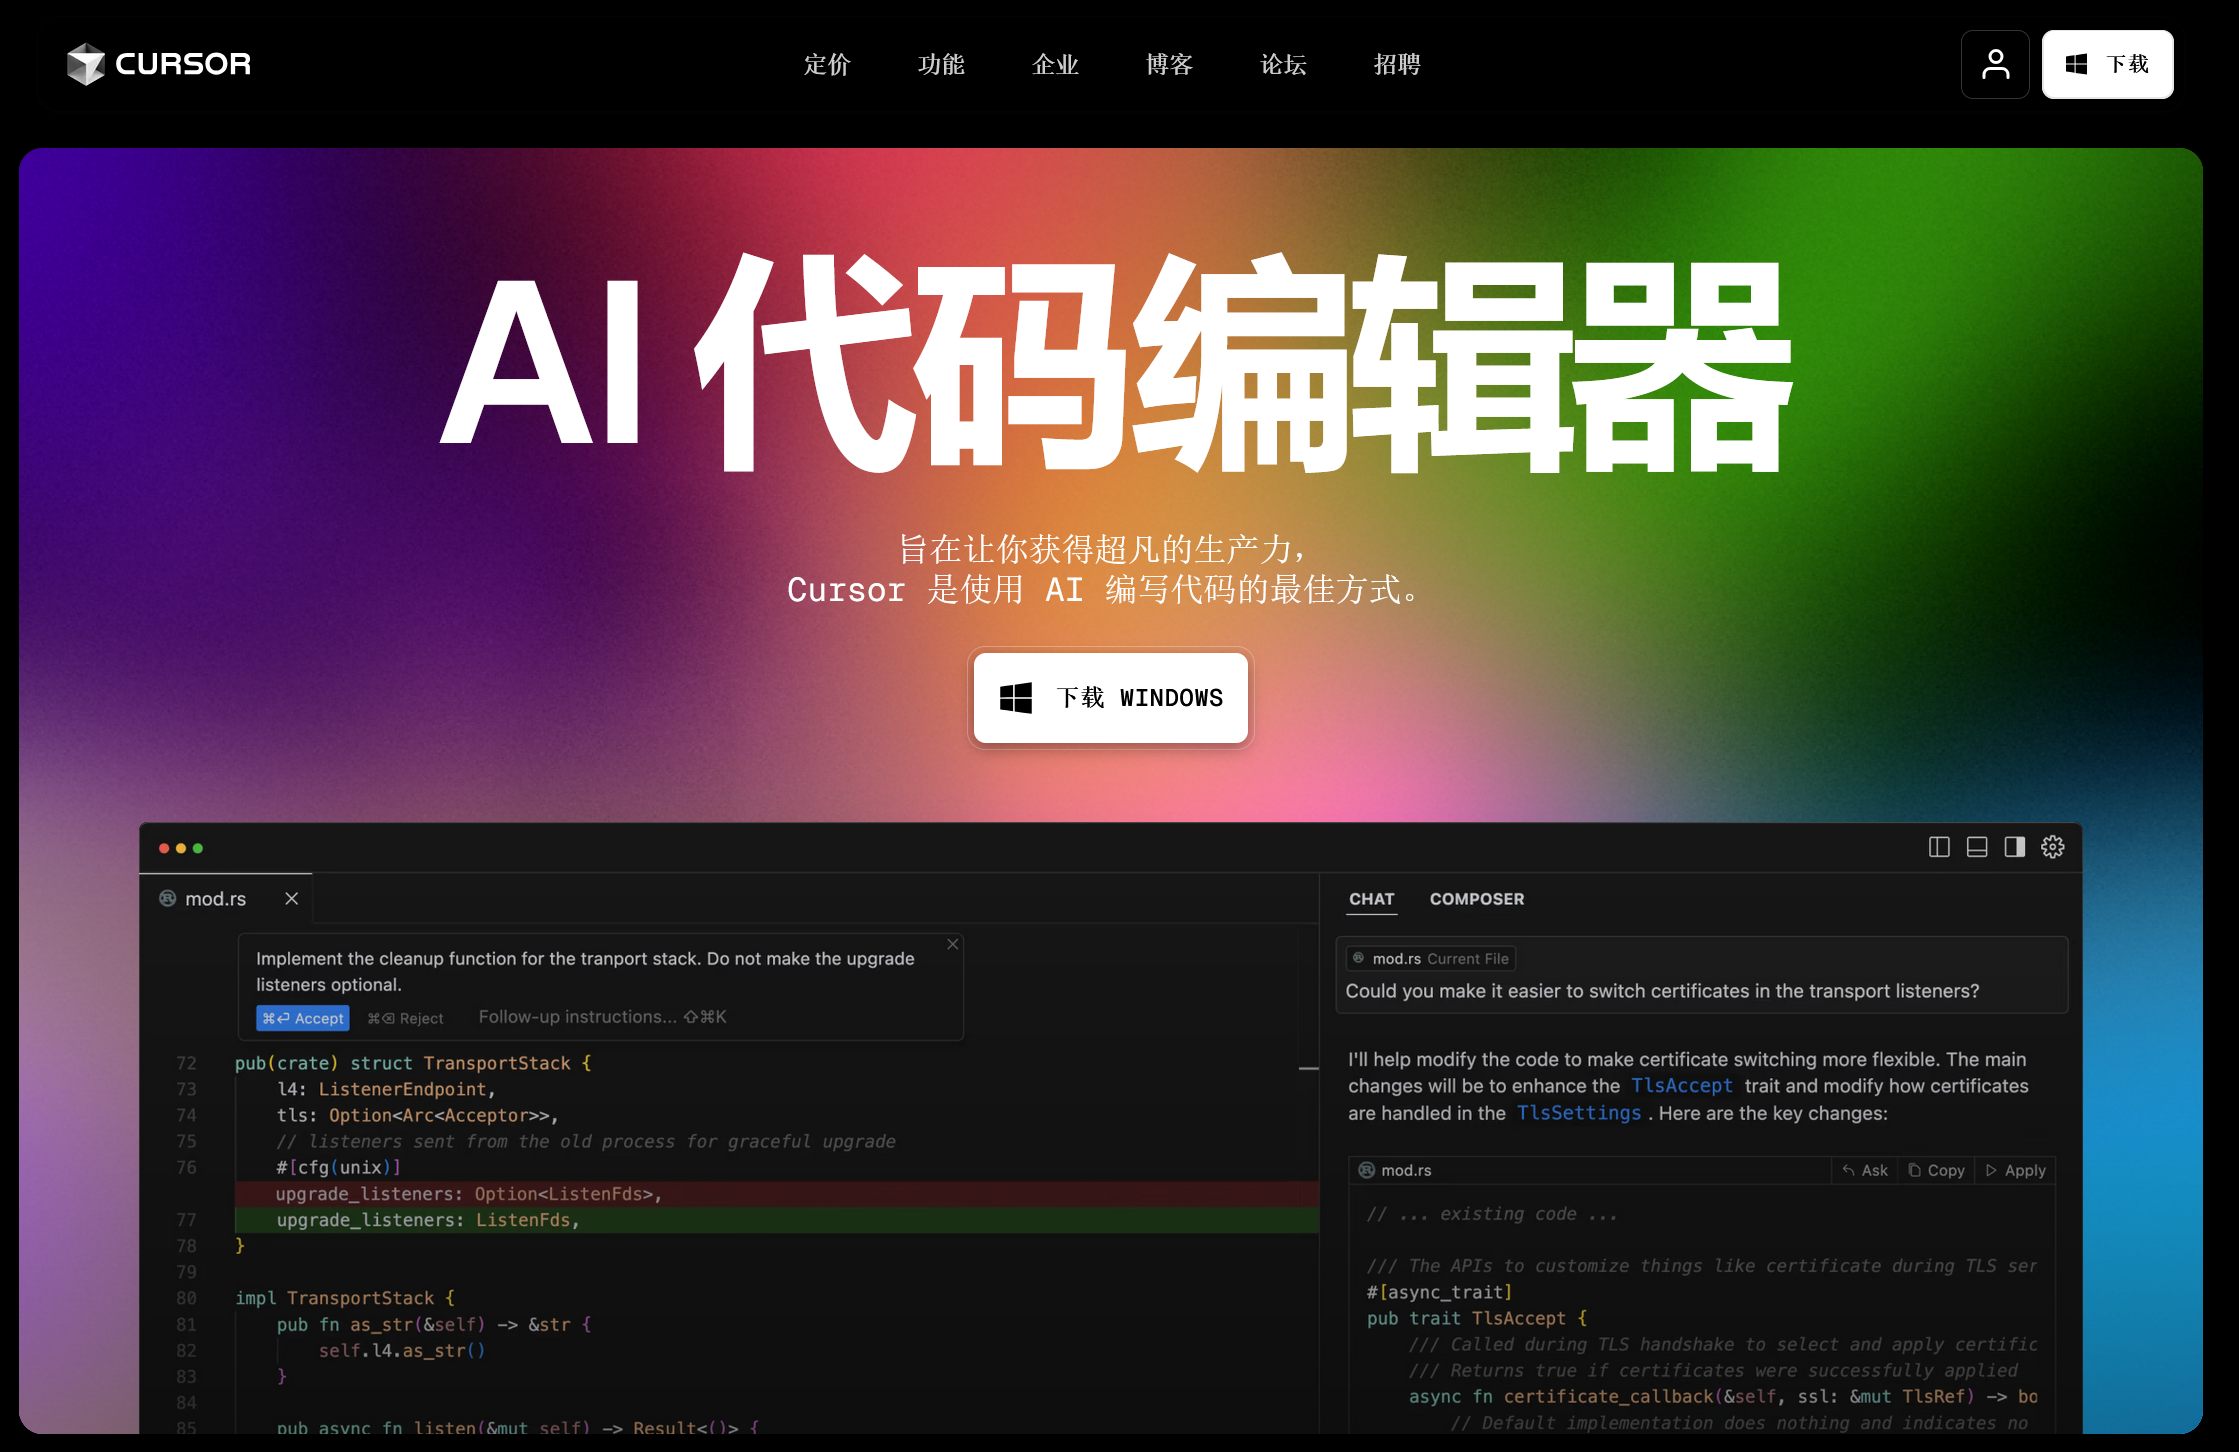 CURSOR
定价 功能 企业 博客 论坛 招聘
下载
AI 代码编辑器
旨在让你获得超凡的生产力，
Cursor 是使用 AI 编写代码的最佳方式。
下载 WINDOWS
mod.rs
Implement the cleanup function for the tranport stack. Do not make the upgrade
listeners optional.
⌘⏎ Accept ⌘⌫ Reject Follow-up instructions... ⇧⌘K
72 pub(crate) struct TransportStack {
73     l4: ListenerEndpoint,
74     tls: Option<Arc<Acceptor>>,
75     // listeners sent from the old process for graceful upgrade
76     #[cfg(unix)]
    upgrade_listeners: Option<ListenFds>,
77     upgrade_listeners: ListenFds,
78 }
79
80 impl TransportStack {
81     pub fn as_str(&self) -> &str {
82         self.l4.as_str()
83     }
84
85     pub async fn listen(&mut self) -> Result<()> {
CHAT COMPOSER
mod.rs Current File
Could you make it easier to switch certificates in the transport listeners?
I'll help modify the code to make certificate switching more flexible. The main
changes will be to enhance the TlsAccept trait and modify how certificates
are handled in the TlsSettings . Here are the key changes:
mod.rs Ask Copy Apply
// ... existing code ...
/// The APIs to customize things like certificate during TLS ser
#[async_trait]
pub trait TlsAccept {
    /// Called during TLS handshake to select and apply certific
    /// Returns true if certificates were successfully applied
    async fn certificate_callback(&self, ssl: &mut TlsRef) -> bo
        // Default implementation does nothing and indicates no